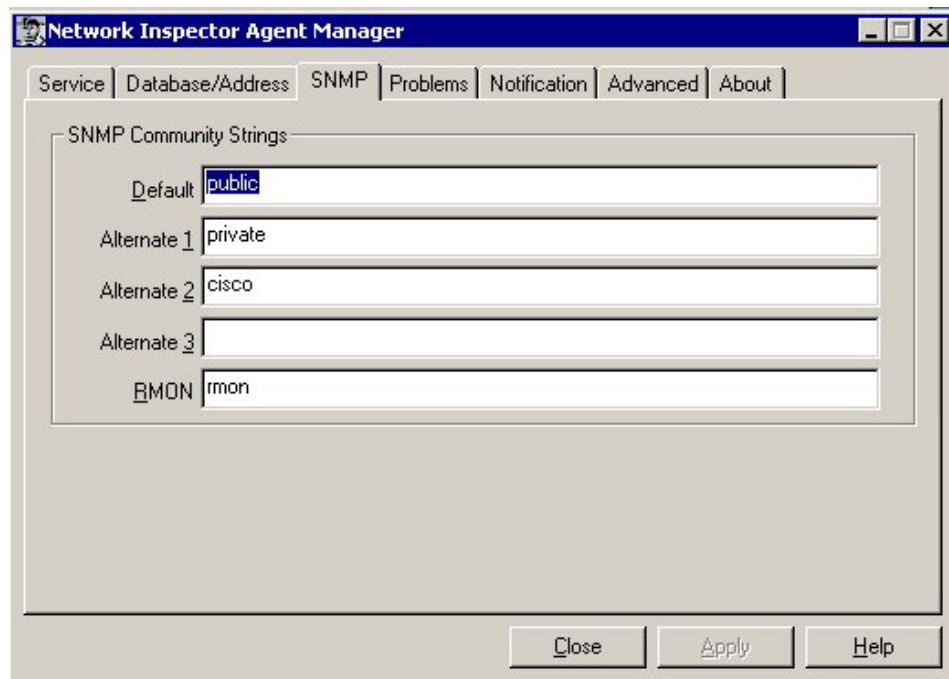 Network Inspector Agent Manager
Service Database/Address SNMP Problems Notification Advanced About
SNMP Community Strings
Default public
Alternate 1 private
Alternate 2 cisco
Alternate 3
RMON rmon
Close Apply Help